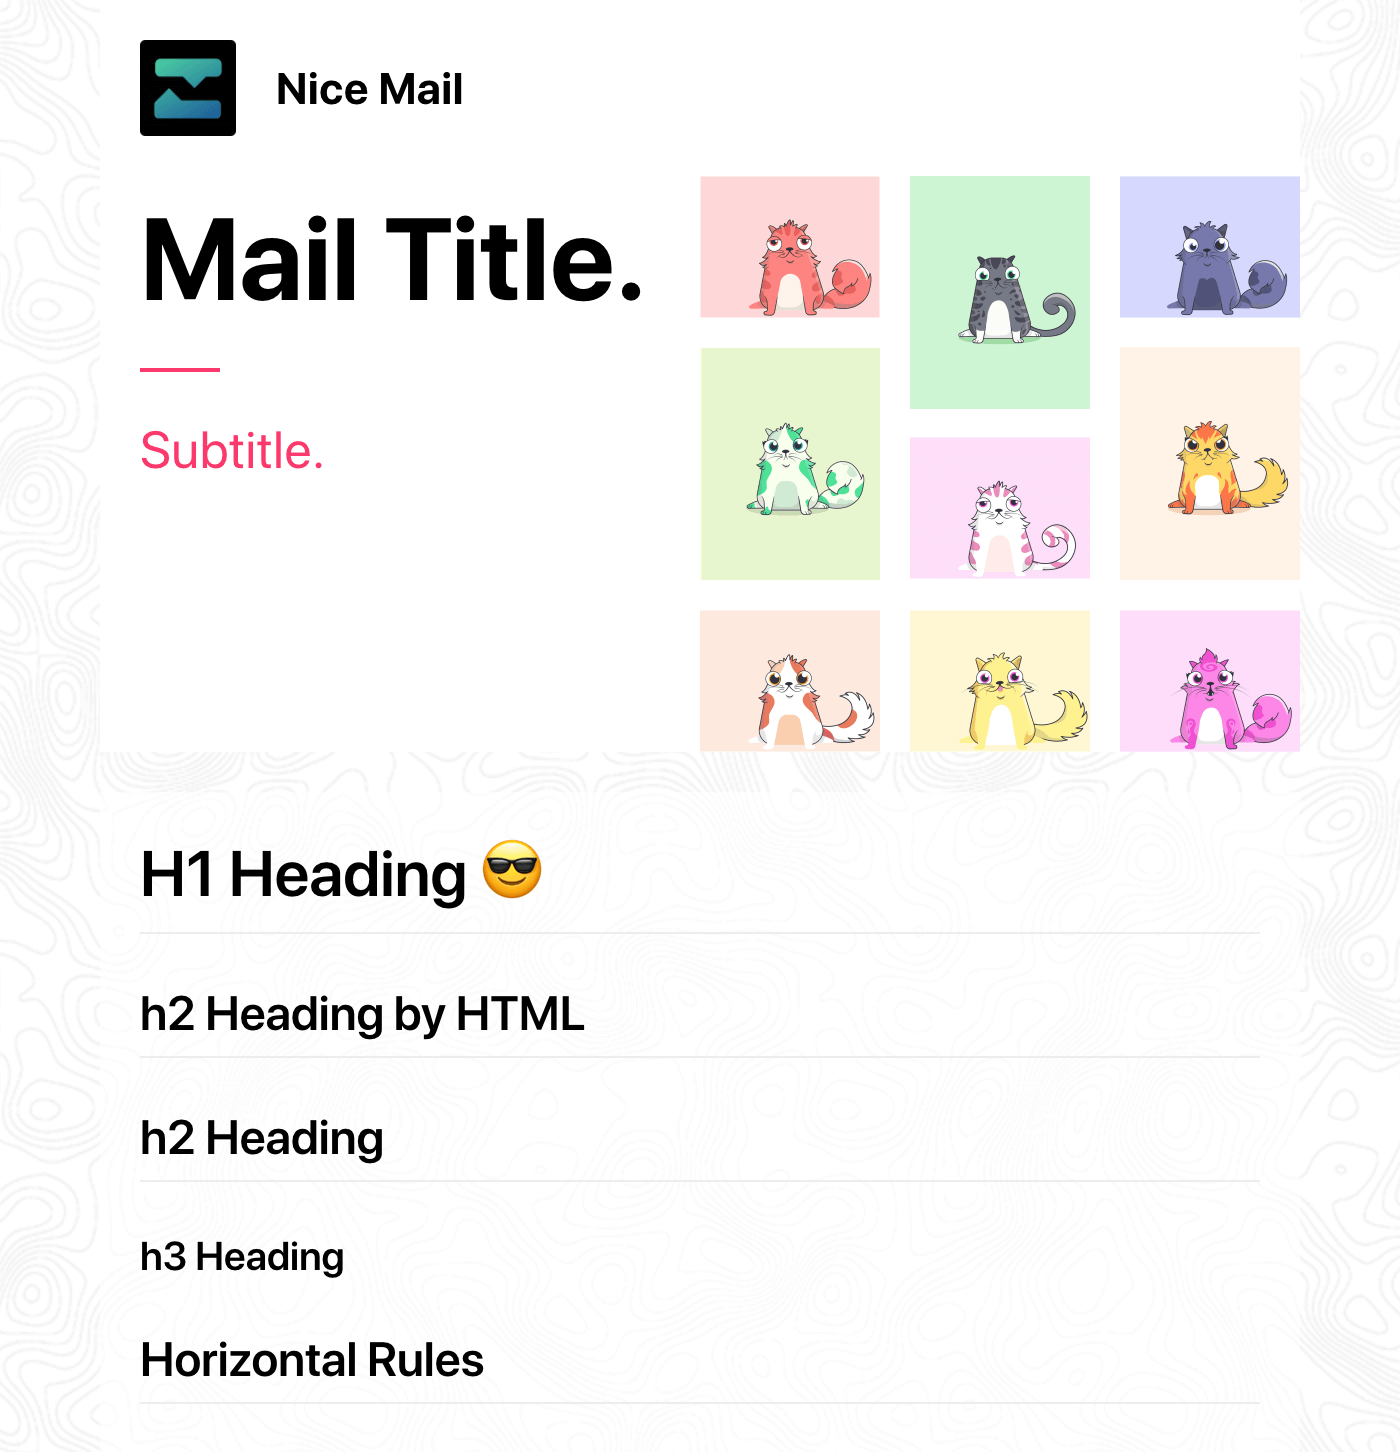 Nice Mail
Mail Title.
Subtitle.
H1 Heading 😎
h2 Heading by HTML
h2 Heading
h3 Heading
Horizontal Rules